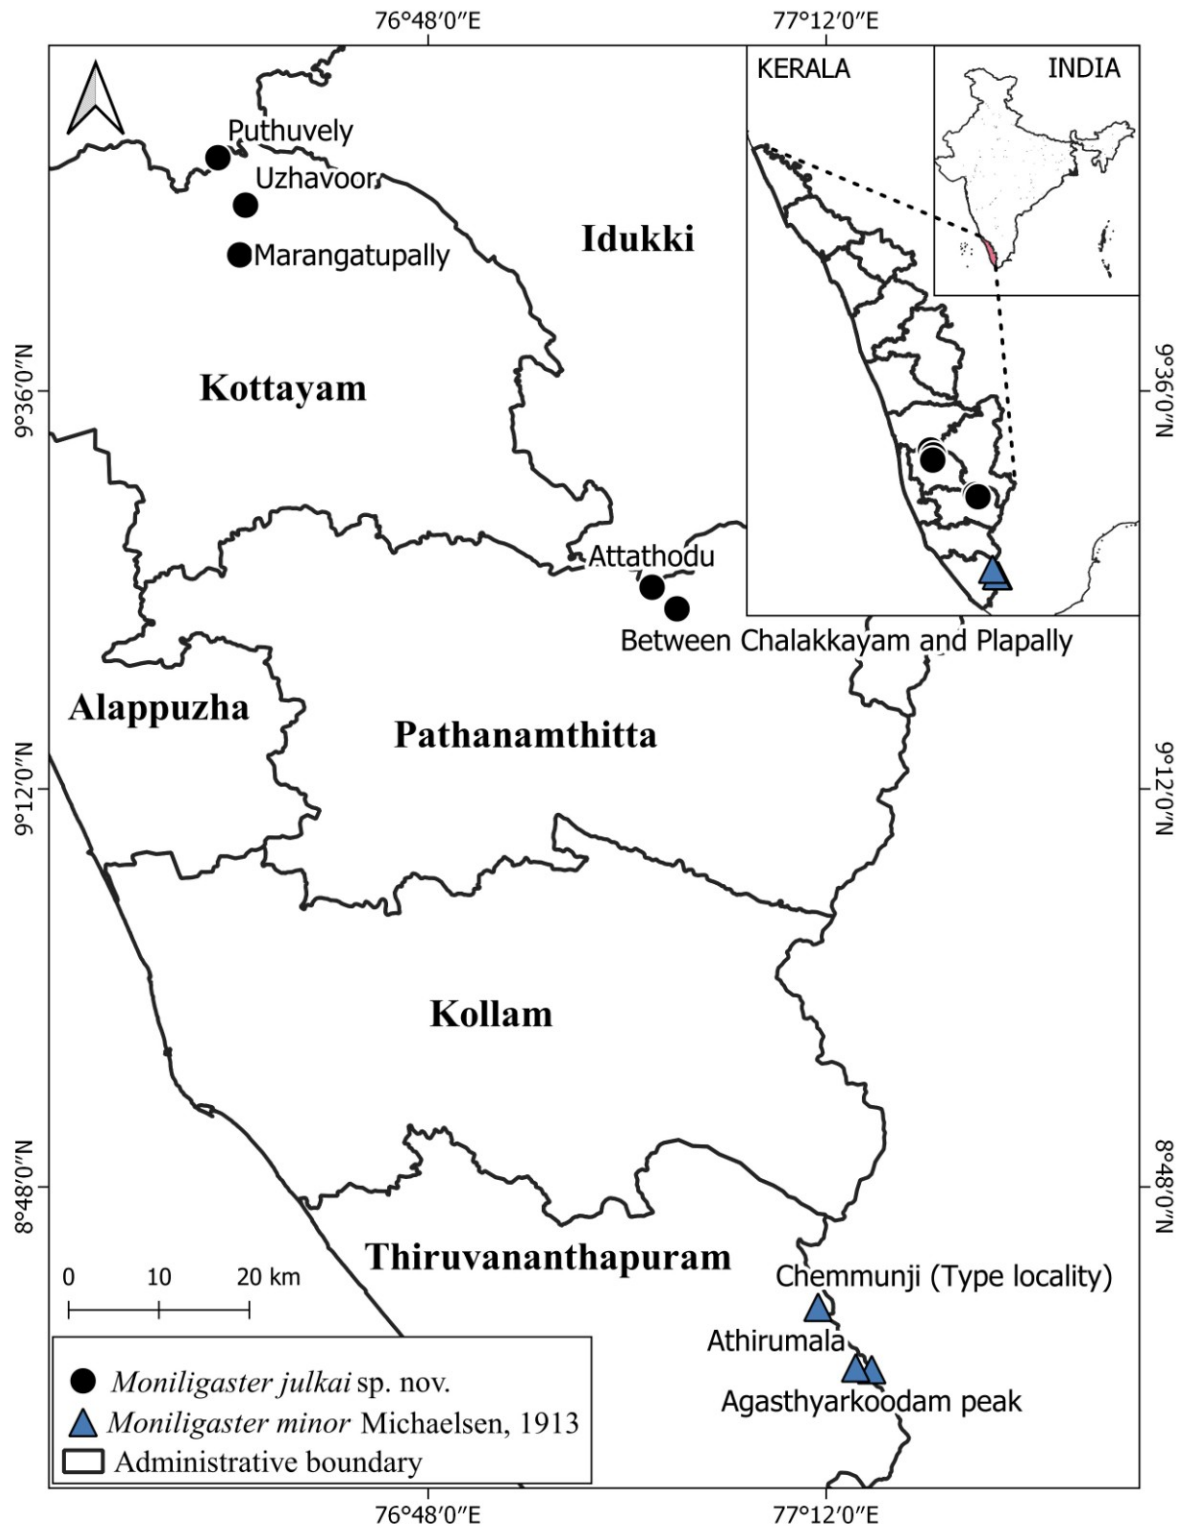 76°48′0″E
77°12′0″E
KERALA
INDIA
Puthuvely
Uzhavoor
Marangatupally
Idukki
9°36′0″N
9°36′0″N
Kottayam
Attathodu
Between Chalakkayam and Plapally
Alappuzha
Pathanamthitta
9°12′0″N
9°12′0″N
Kollam
8°48′0″N
8°48′0″N
Thiruvananthapuram
0 10 20 km
Chemmunji (Type locality)
Athirumala
Agasthyarkoodam peak
Moniligaster julkai sp. nov.
Moniligaster minor Michaelsen, 1913
Administrative boundary
76°48′0″E
77°12′0″E